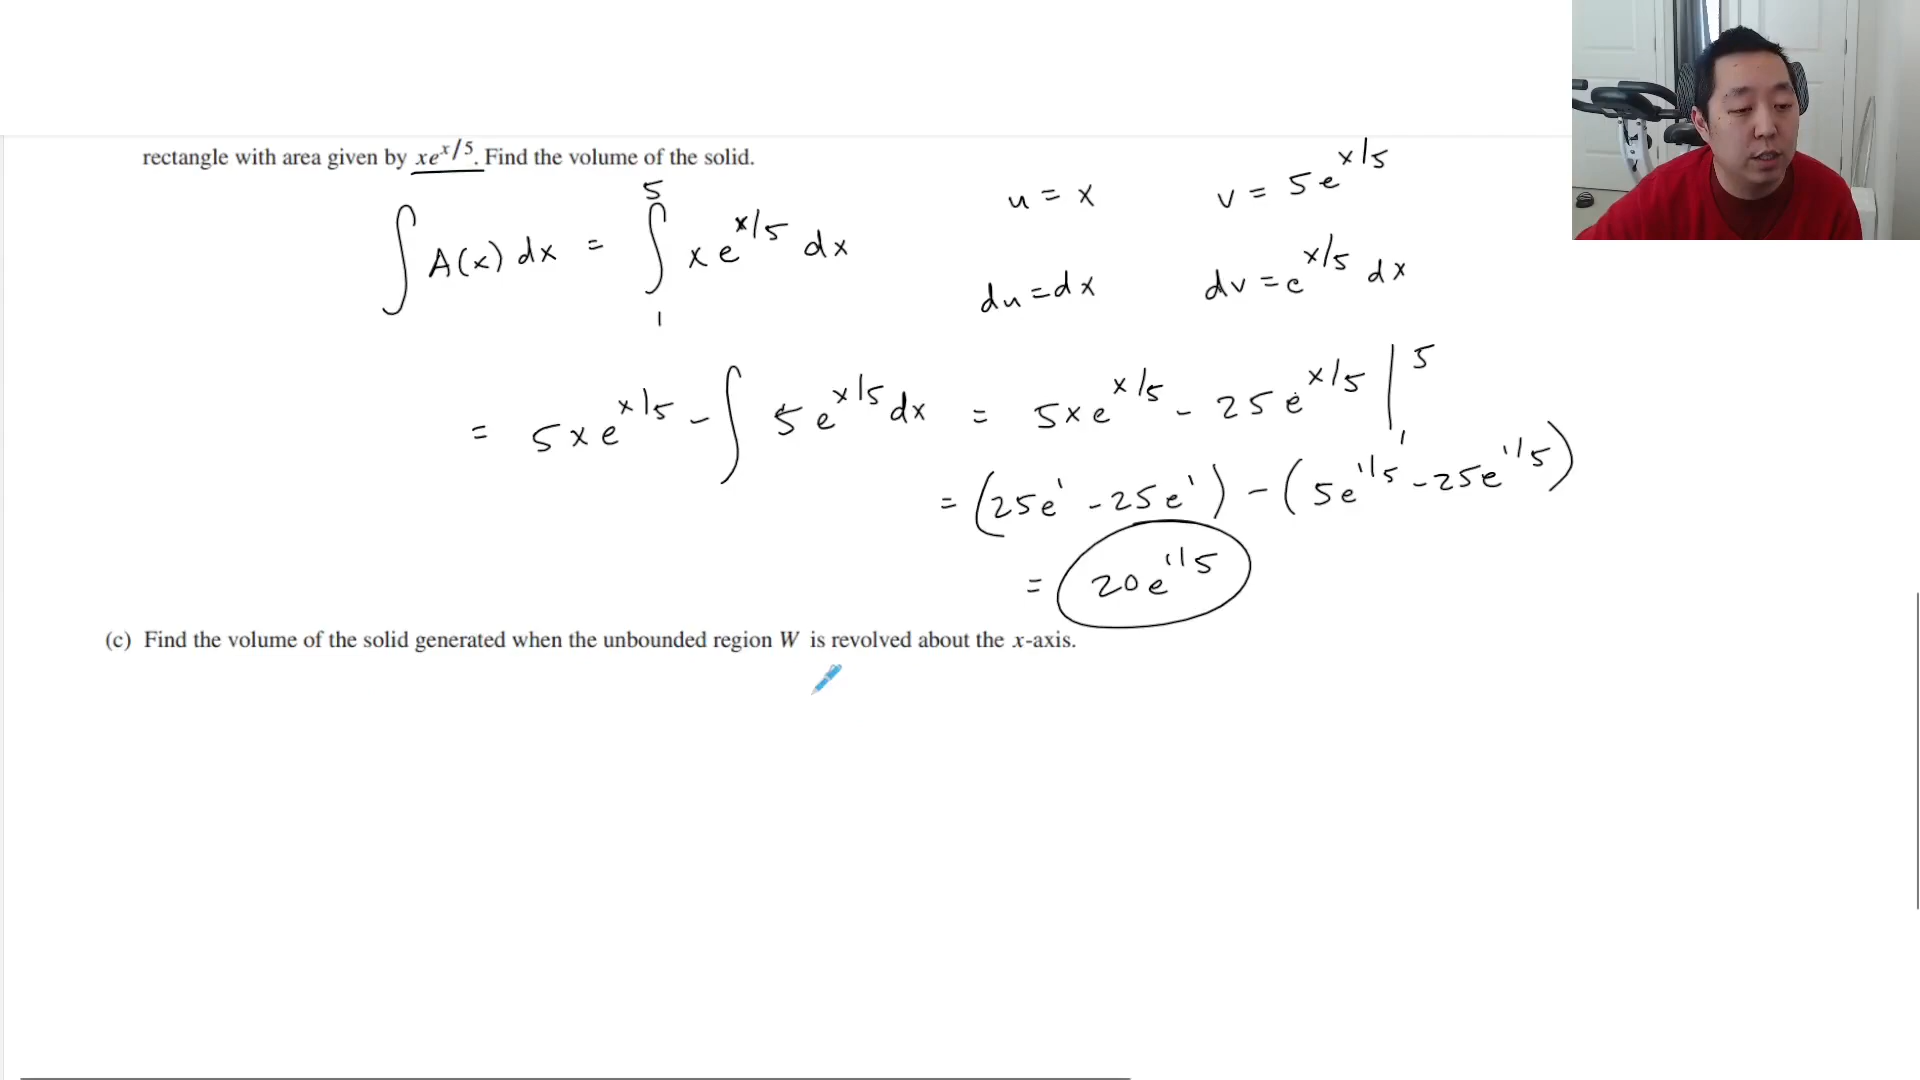 rectangle with area given by xe^{x/5}. Find the volume of the solid.
∫ A(x) dx = ∫_1^5 x e^{x/5} dx
u = x v = 5e^{x/5}
du = dx dv = e^{x/5} dx
= 5xe^{x/5} - ∫ 5e^{x/5} dx = 5xe^{x/5} - 25e^{x/5} |_1^5
= (25e^1 - 25e^1) - (5e^{1/5} - 25e^{1/5})
= 20e^{1/5}
(c) Find the volume of the solid generated when the unbounded region W is revolved about the x-axis.